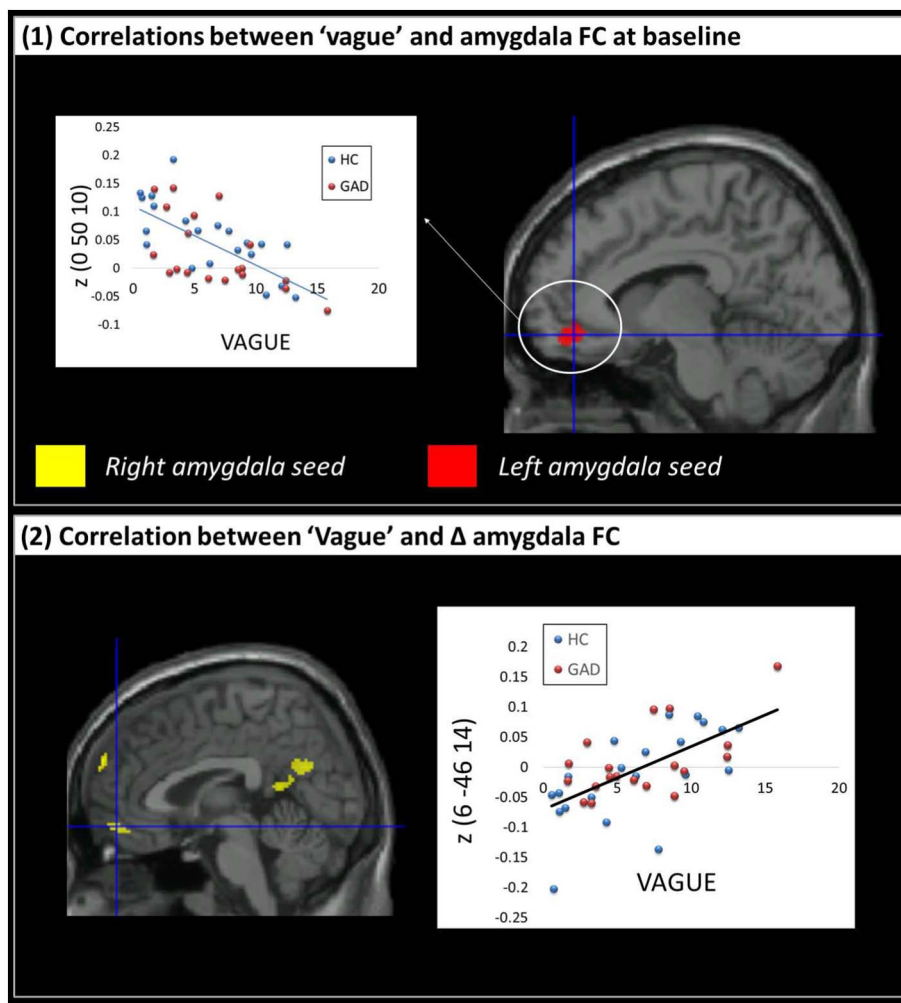 (1) Correlations between ‘vague’ and amygdala FC at baseline
z (0 50 10)
0.25
0.2
0.15
0.1
0.05
0
-0.05
-0.1
0 5 10 15 20
VAGUE
HC
GAD
Right amygdala seed
Left amygdala seed
(2) Correlation between ‘Vague’ and Δ amygdala FC
z (6 -46 14)
0.2
0.15
0.1
0.05
0
-0.05
-0.1
-0.15
-0.2
-0.25
0 5 10 15 20
VAGUE
HC
GAD